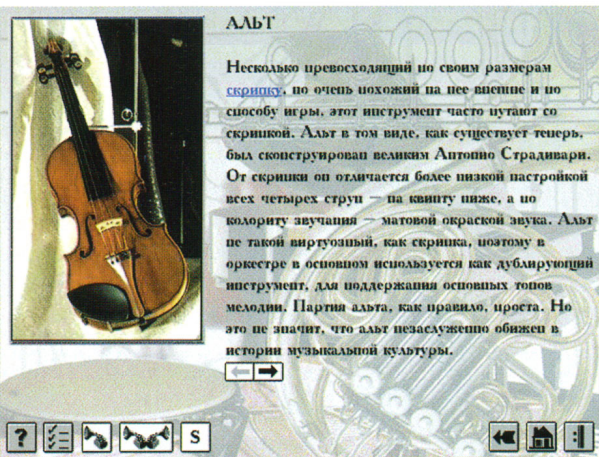 АЛЬТ
Несколько превосходящий по своим размерам
скрипку, но очень похожий на нее внешне и по
способу игры, этот инструмент часто путают со
скрипкой. Альт в том виде, как существует теперь,
был сконструирован великим Антонио Страдивари.
От скрипки он отличается более низкой настройкой
всех четырех струн — на квинту ниже, а по
колориту звучания — матовой окраской звука. Альт
не такой виртуозный, как скрипка, поэтому в
оркестре в основном используется как дублирующий
инструмент, для поддержания основных тонов
мелодии. Партия альта, как правило, проста. Но
это не значит, что альт незаслуженно обижен в
истории музыкальной культуры.
? S